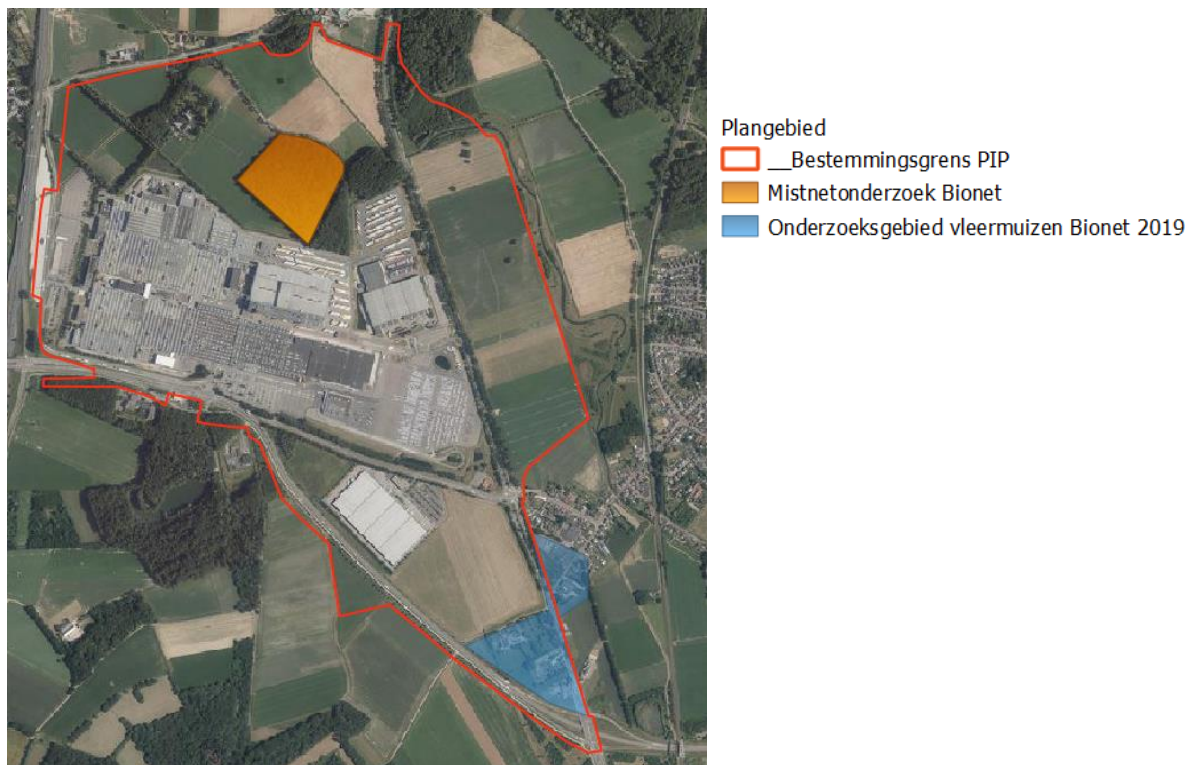 Plangebied
__Bestemmingsgrens PIP
Mistnetonderzoek Bionet
Onderzoeksgebied vleermuizen Bionet 2019